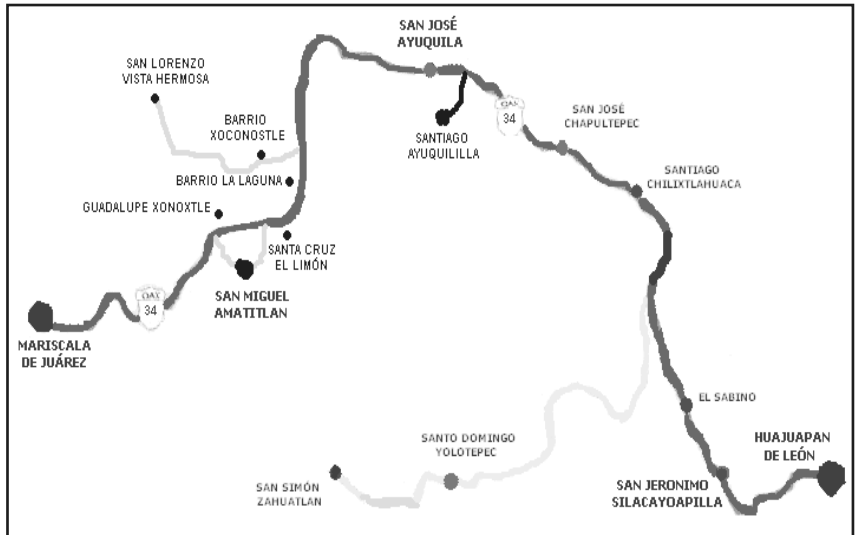 SAN JOSÉ
AYUQUILA
SAN LORENZO
VISTA HERMOSA
BARRIO
XOCONOSTLE
OAX
34
SAN JOSÉ
CHAPULTEPEC
SANTIAGO
AYUQUILILLA
BARRIO LA LAGUNA
SANTIAGO
CHILIXTLAHUACA
GUADALUPE XONOXTLE
SANTA CRUZ
EL LIMÓN
SAN MIGUEL
AMATITLAN
OAX
34
MARISCALA
DE JUÁREZ
EL SABINO
SANTO DOMINGO
YOLOTEPEC
HUAJUAPAN
DE LEÓN
SAN SIMÓN
ZAHUATLAN
SAN JERONIMO
SILACAYOAPILLA